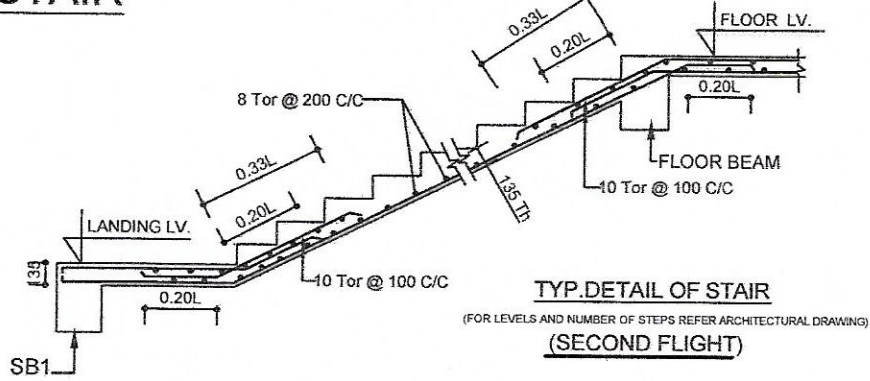 STAIR
0.33L
0.20L
FLOOR LV.
0.20L
8 Tor @ 200 C/C
FLOOR BEAM
10 Tor @ 100 C/C
135 Th
0.33L
0.20L
LANDING LV.
135
10 Tor @ 100 C/C
0.20L
SB1
TYP.DETAIL OF STAIR
(FOR LEVELS AND NUMBER OF STEPS REFER ARCHITECTURAL DRAWING)
(SECOND FLIGHT)